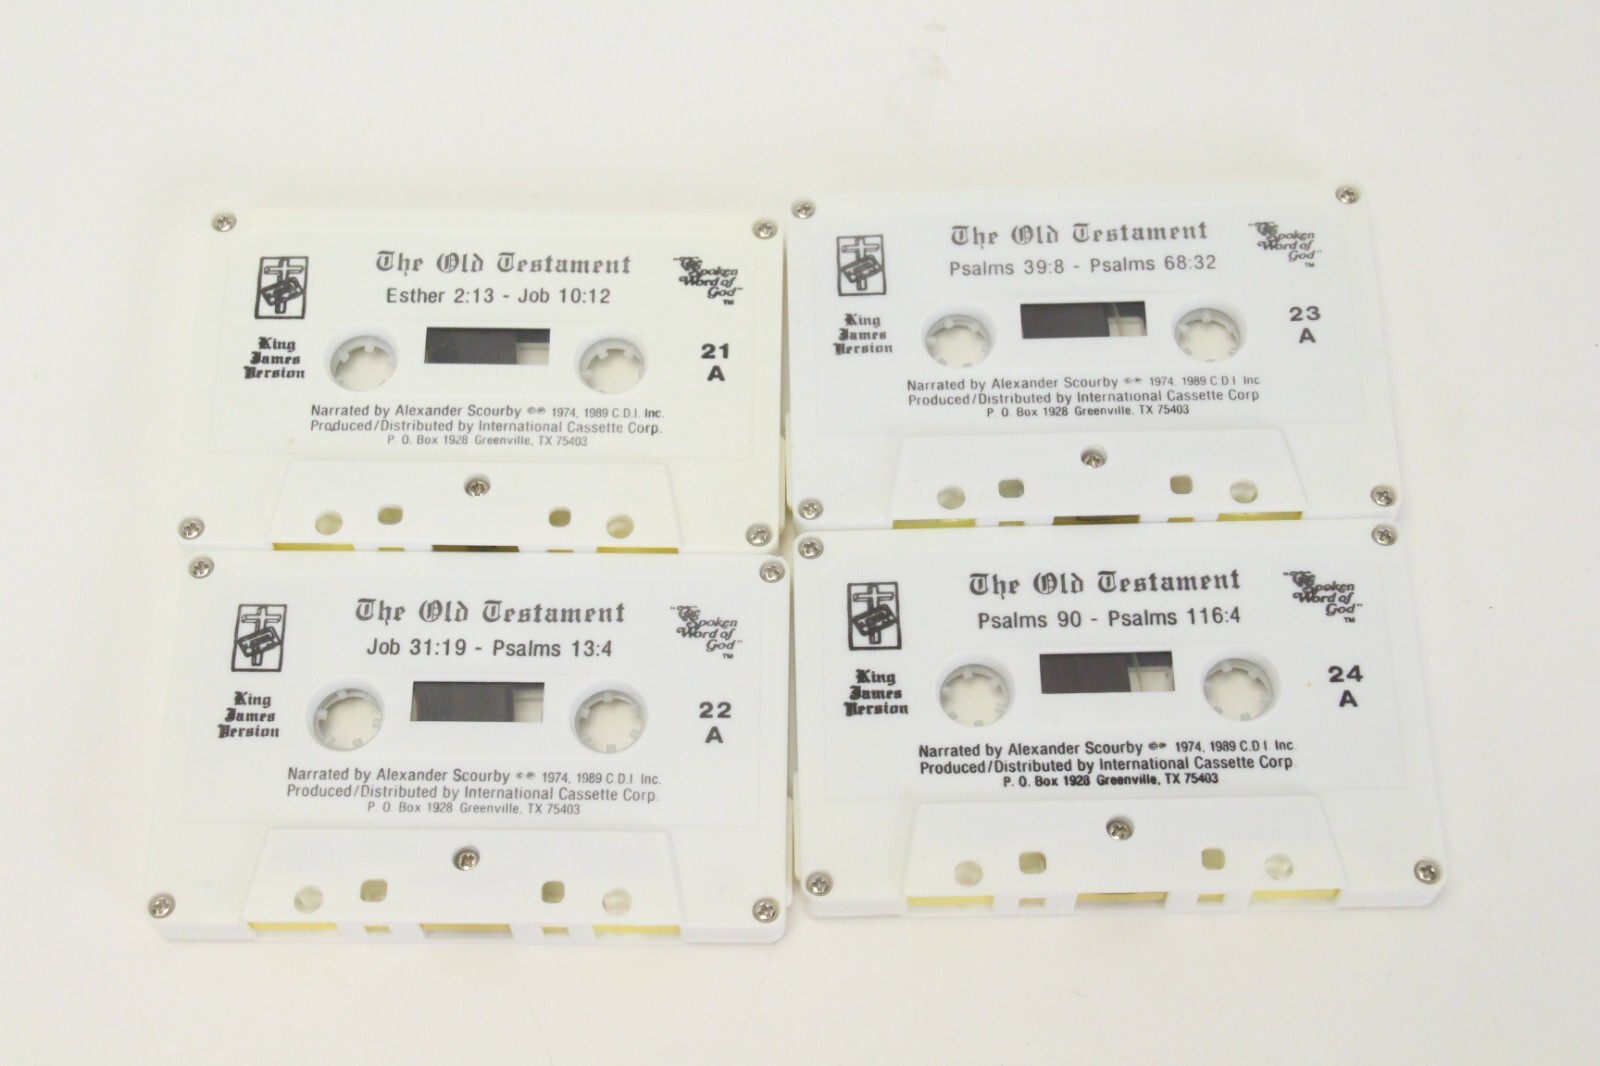 The Old Testament
Esther 2:13 - Job 10:12
"The
Spoken
Word of
God"
TM
King
James
Version
21
A
Narrated by Alexander Scourby ©℗ 1974, 1989 C.D.I. Inc.
Produced/Distributed by International Cassette Corp.
P. O. Box 1928 Greenville, TX 75403
The Old Testament
Psalms 39:8 - Psalms 68:32
"The
Spoken
Word of
God"
TM
King
James
Version
23
A
Narrated by Alexander Scourby ©℗ 1974, 1989 C.D.I. Inc
Produced/Distributed by International Cassette Corp
P. O. Box 1928 Greenville, TX 75403
The Old Testament
Job 31:19 - Psalms 13:4
"The
Spoken
Word of
God"
TM
King
James
Version
22
A
Narrated by Alexander Scourby ©℗ 1974, 1989 C.D.I. Inc.
Produced/Distributed by International Cassette Corp.
P. O. Box 1928 Greenville, TX 75403
The Old Testament
Psalms 90 - Psalms 116:4
"The
Spoken
Word of
God"
TM
King
James
Version
24
A
Narrated by Alexander Scourby ©℗ 1974, 1989 C.D.I. Inc.
Produced/Distributed by International Cassette Corp.
P. O. Box 1928 Greenville, TX 75403